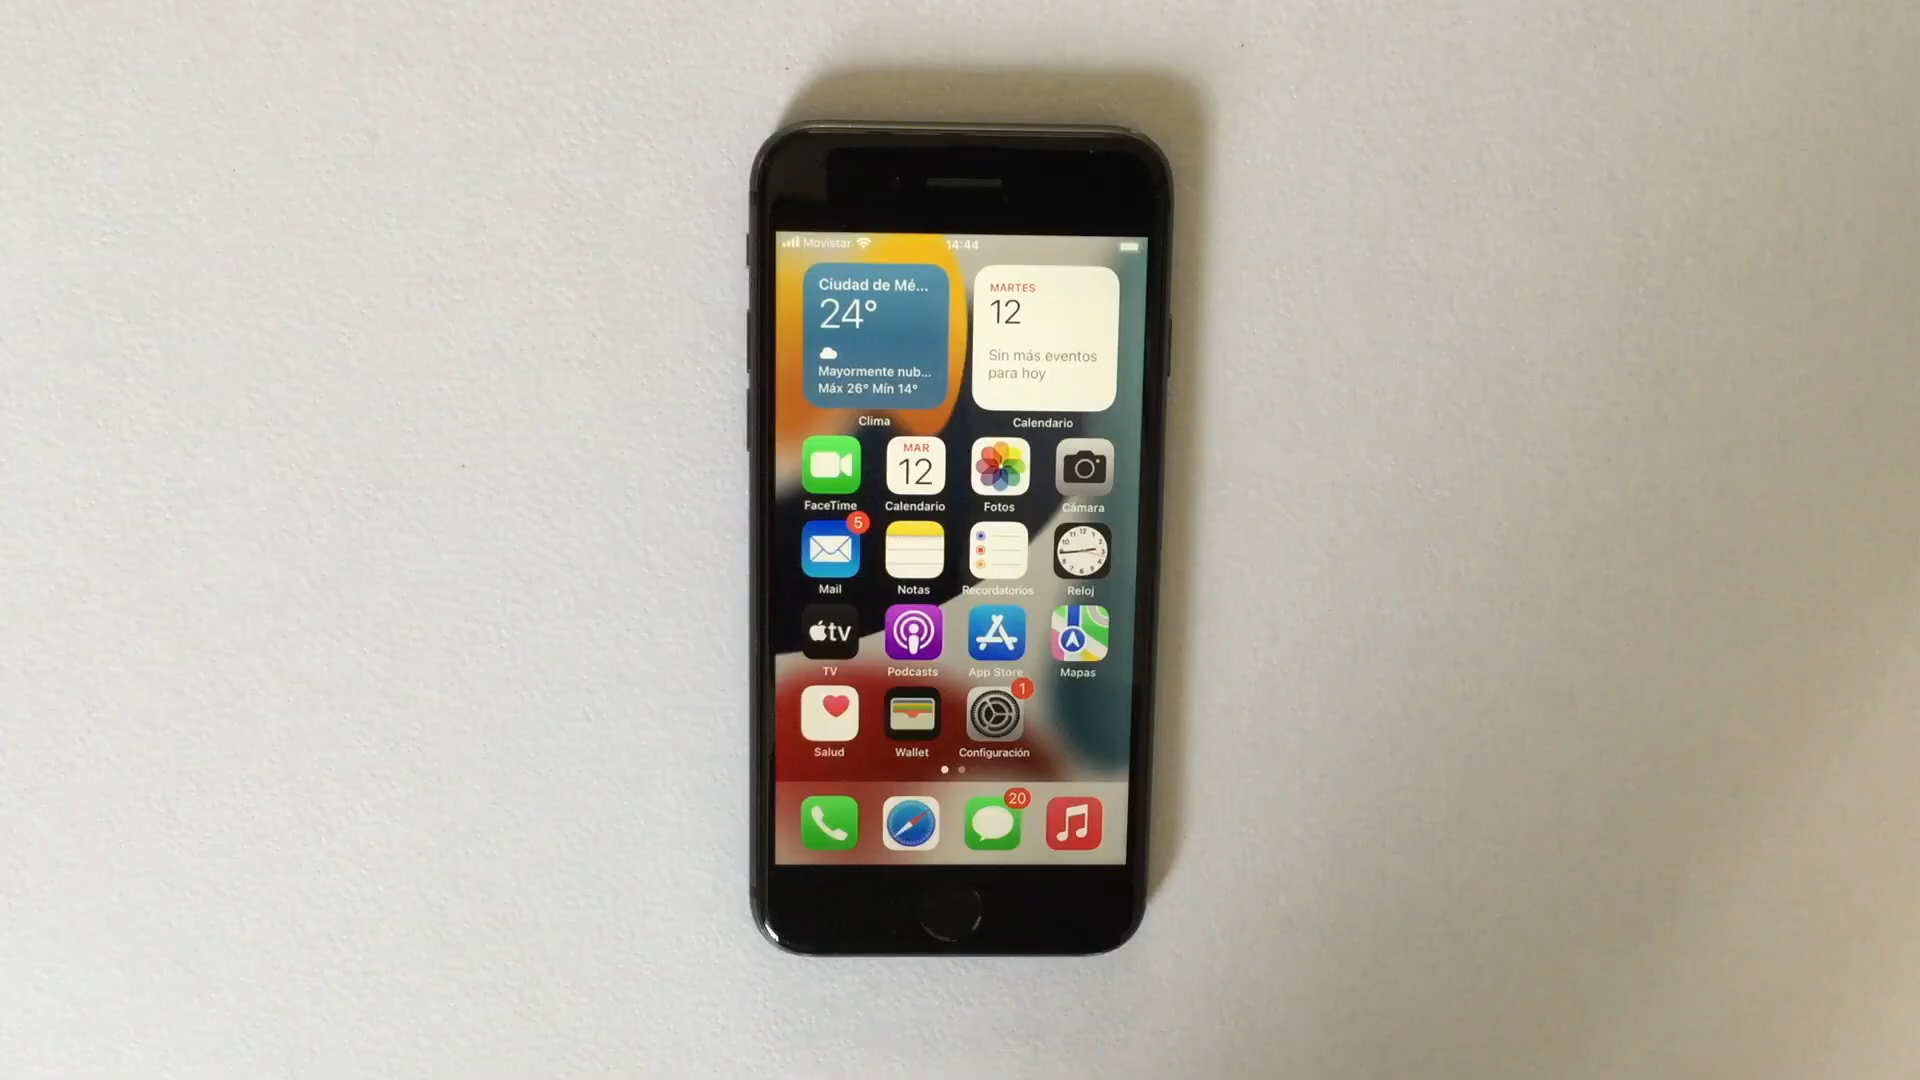 Movistar 14:44
Ciudad de Mé...
24°
Mayormente nub...
Máx 26° Mín 14°
Clima
MARTES
12
Sin más eventos
para hoy
Calendario
FaceTime
MAR
12
Calendario
Fotos
Cámara
5
Mail
Notas
Recordatorios
Reloj
tv
TV
Podcasts
App Store
Mapas
Salud
Wallet
1
Configuración
20